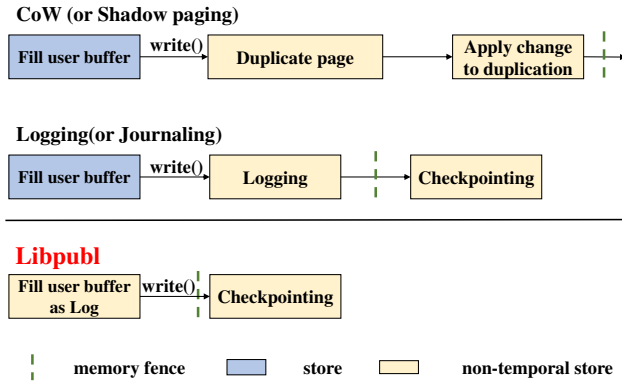 CoW (or Shadow paging)
Fill user buffer
write()
Duplicate page
Apply change
to duplication
Logging(or Journaling)
Fill user buffer
write()
Logging
Checkpointing
Libpubl
Fill user buffer
as Log
write()
Checkpointing
memory fence
store
non-temporal store